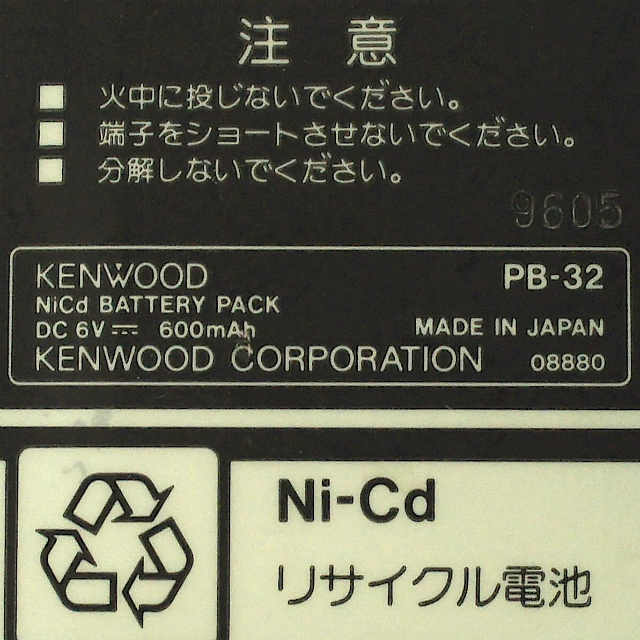 注 意
火中に投じないでください。
端子をショートさせないでください。
分解しないでください。
9605
KENWOOD PB-32
NiCd BATTERY PACK
DC 6V⎓ 600mAh MADE IN JAPAN
KENWOOD CORPORATION 08880
Ni-Cd
リサイクル電池